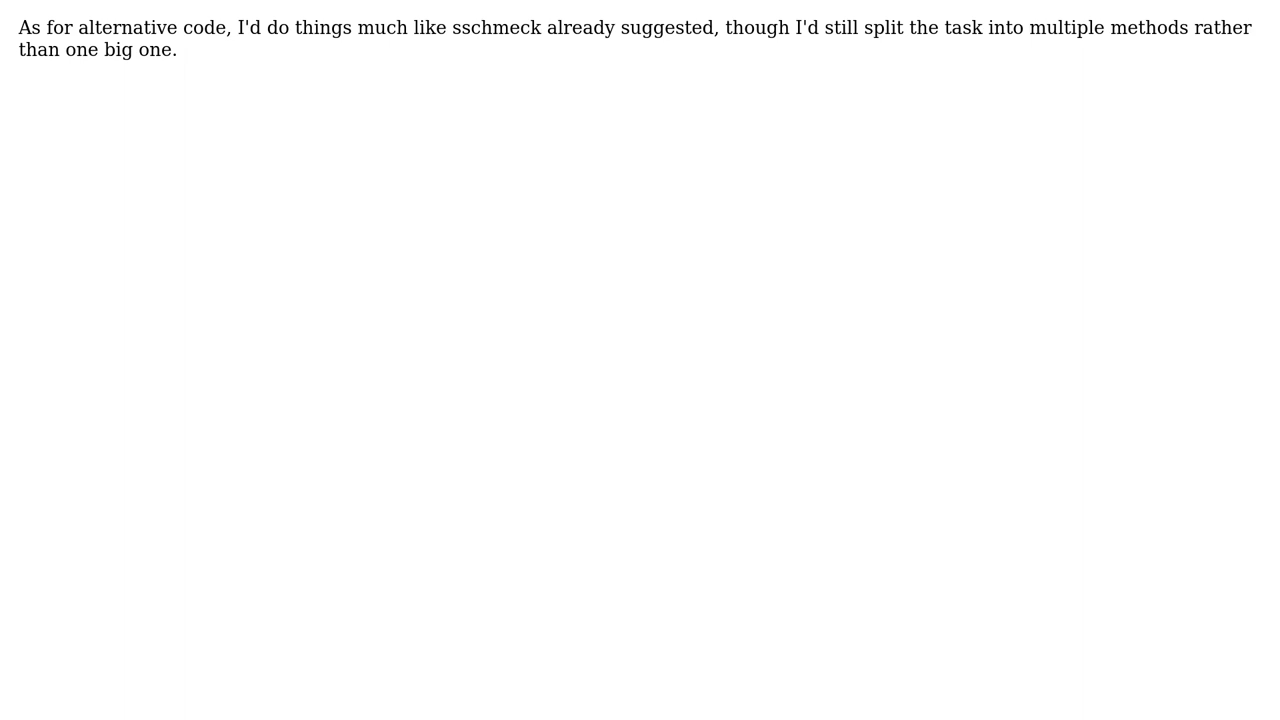 As for alternative code, I'd do things much like sschmeck already suggested, though I'd still split the task into multiple methods rather
than one big one.